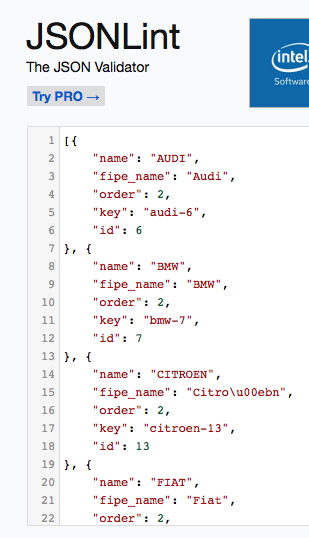 JSONLint
The JSON Validator
Try PRO →
intel
Software
1 [{
2     "name": "AUDI",
3     "fipe_name": "Audi",
4     "order": 2,
5     "key": "audi-6",
6     "id": 6
7 }, {
8     "name": "BMW",
9     "fipe_name": "BMW",
10     "order": 2,
11     "key": "bmw-7",
12     "id": 7
13 }, {
14     "name": "CITROEN",
15     "fipe_name": "Citro\u00ebn",
16     "order": 2,
17     "key": "citroen-13",
18     "id": 13
19 }, {
20     "name": "FIAT",
21     "fipe_name": "Fiat",
22     "order": 2,